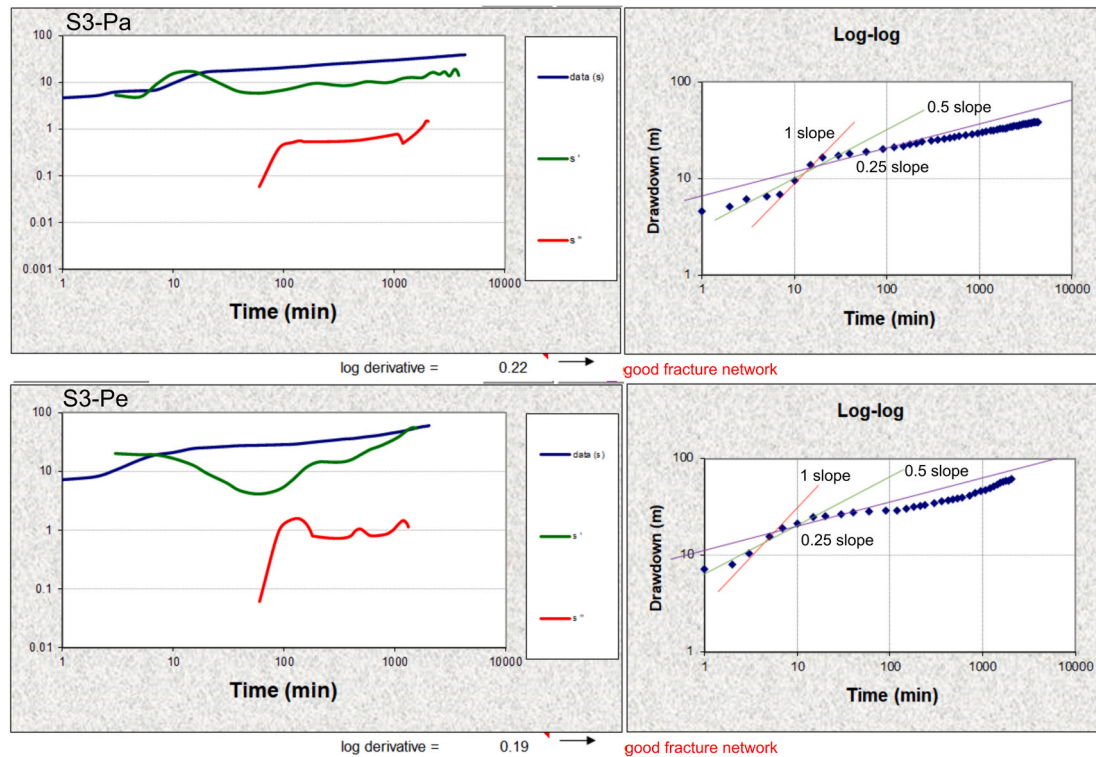 S3-Pa
100
10
1
0.1
0.01
0.001
1 10 100 1000 10000
Time (min)
data (s)
s '
s "
Log-log
Drawdown (m)
100
10
1
1 slope
0.5 slope
0.25 slope
1 10 100 1000 10000
Time (min)
log derivative = 0.22
good fracture network
S3-Pe
100
10
1
0.1
0.01
1 10 100 1000 10000
Time (min)
data (s)
s '
s "
Log-log
Drawdown (m)
100
10
1
1 slope
0.5 slope
0.25 slope
1 10 100 1000 10000
Time (min)
log derivative = 0.19
good fracture network